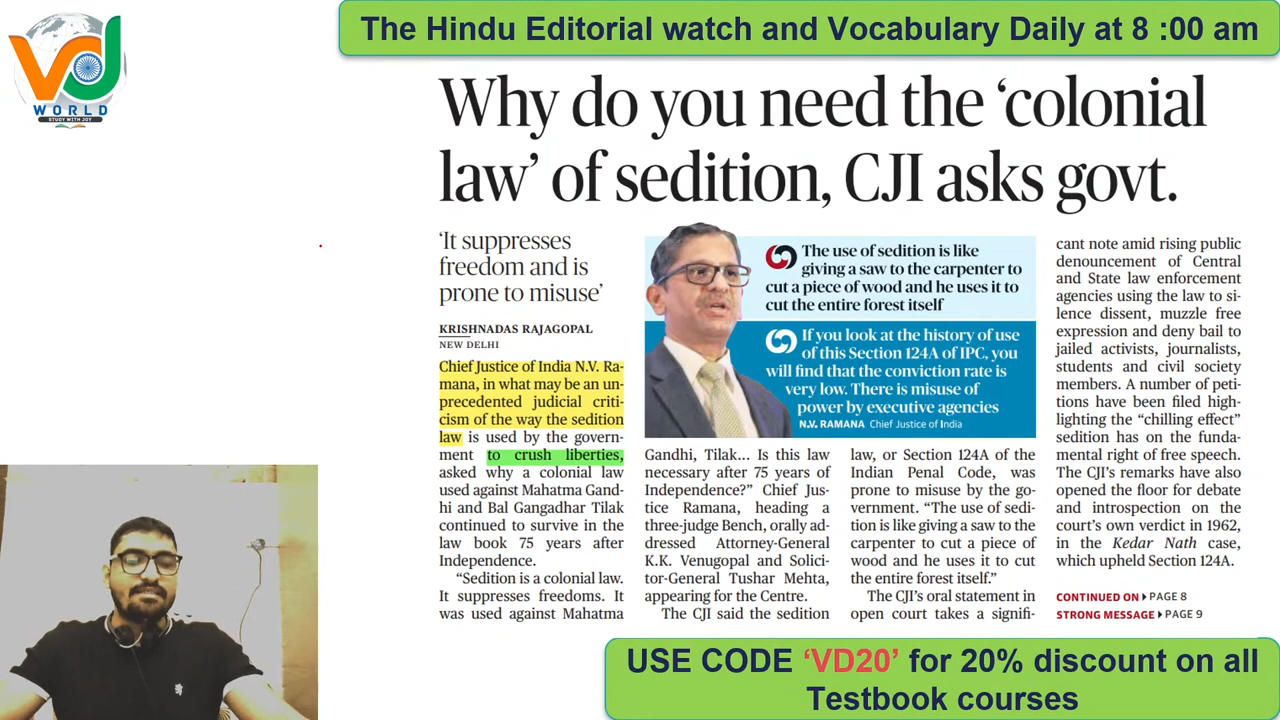 VD
WORLD
STUDY WITH JOY
The Hindu Editorial watch and Vocabulary Daily at 8 :00 am
Why do you need the ‘colonial
law’ of sedition, CJI asks govt.
‘It suppresses
freedom and is
prone to misuse’
KRISHNADAS RAJAGOPAL
NEW DELHI
Chief Justice of India N.V. Ra-
mana, in what may be an un-
precedented judicial criti-
cism of the way the sedition
law is used by the govern-
ment to crush liberties,
asked why a colonial law
used against Mahatma Gand-
hi and Bal Gangadhar Tilak
continued to survive in the
law book 75 years after
Independence.
“Sedition is a colonial law.
It suppresses freedoms. It
was used against Mahatma
The use of sedition is like
giving a saw to the carpenter to
cut a piece of wood and he uses it to
cut the entire forest itself
If you look at the history of use
of this Section 124A of IPC, you
will find that the conviction rate is
very low. There is misuse of
power by executive agencies
N.V. RAMANA Chief Justice of India
Gandhi, Tilak... Is this law
necessary after 75 years of
Independence?” Chief Jus-
tice Ramana, heading a
three-judge Bench, orally ad-
dressed Attorney-General
K.K. Venugopal and Solici-
tor-General Tushar Mehta,
appearing for the Centre.
The CJI said the sedition
law, or Section 124A of the
Indian Penal Code, was
prone to misuse by the go-
vernment. “The use of sedi-
tion is like giving a saw to the
carpenter to cut a piece of
wood and he uses it to cut
the entire forest itself.”
The CJI’s oral statement in
open court takes a signifi-
cant note amid rising public
denouncement of Central
and State law enforcement
agencies using the law to si-
lence dissent, muzzle free
expression and deny bail to
jailed activists, journalists,
students and civil society
members. A number of peti-
tions have been filed high-
lighting the “chilling effect”
sedition has on the funda-
mental right of free speech.
The CJI’s remarks have also
opened the floor for debate
and introspection on the
court’s own verdict in 1962,
in the Kedar Nath case,
which upheld Section 124A.
CONTINUED ON PAGE 8
STRONG MESSAGE PAGE 9
USE CODE ‘VD20’ for 20% discount on all
Testbook courses